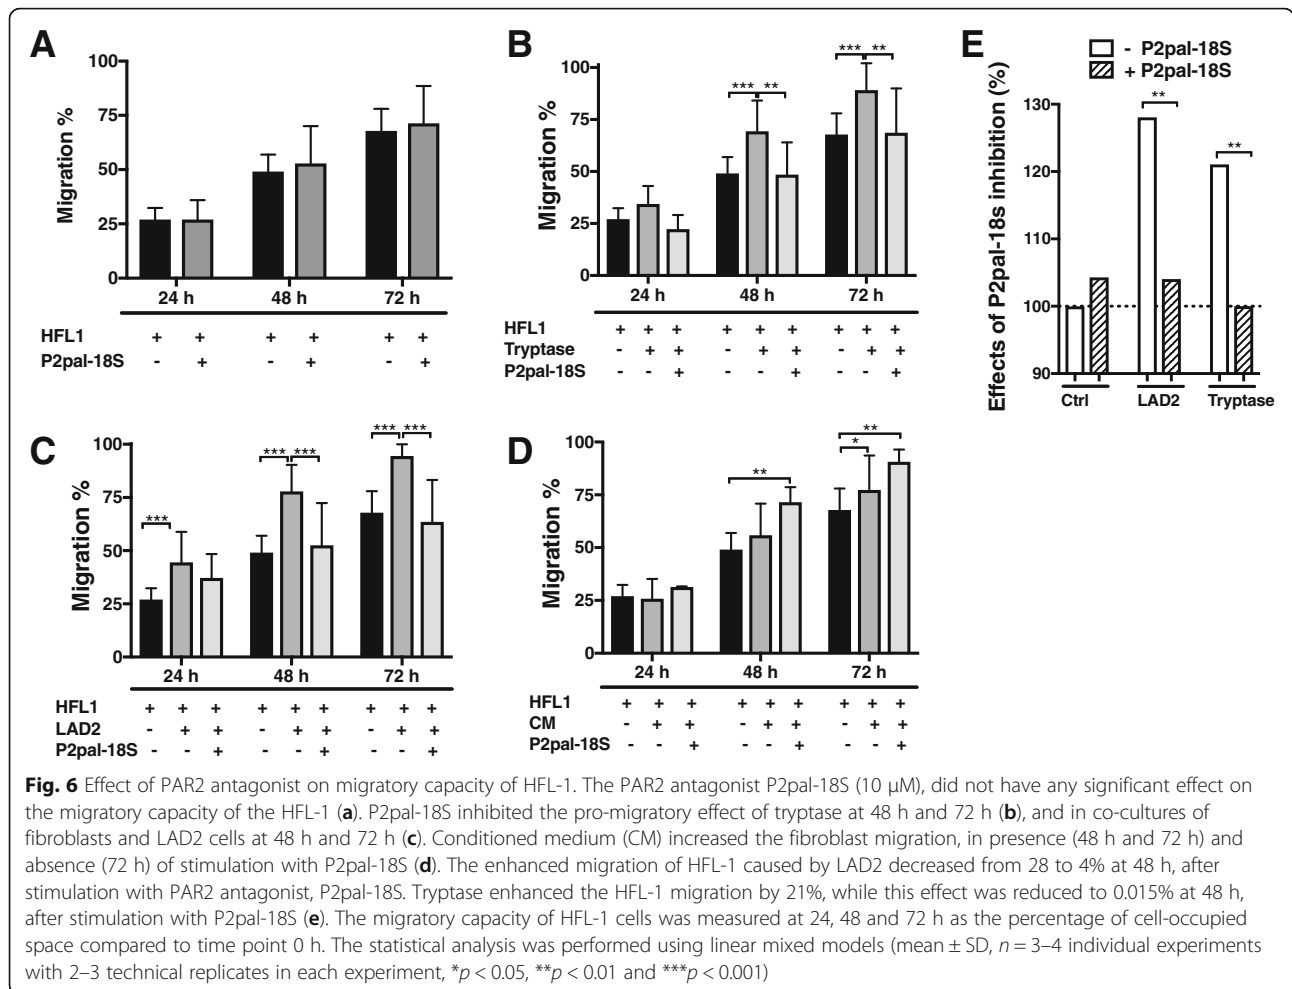 A
Migration %
100
75
50
25
0
24 h 48 h 72 h
HFL1 + + + + + +
P2pal-18S - + - + - +
B
Migration %
100
75
50
25
0
*** ** *** **
24 h 48 h 72 h
HFL1 + + + + + + + + +
Tryptase - + + - + + - + +
P2pal-18S - - + - - + - - +
E
- P2pal-18S
+ P2pal-18S
Effects of P2pal-18s inhibition (%)
130
120
110
100
90
** **
Ctrl LAD2 Tryptase
C
Migration %
100
75
50
25
0
*** *** *** *** ***
24 h 48 h 72 h
HFL1 + + + + + + + + +
LAD2 - + + - + + - + +
P2pal-18S - - + - - + - - +
D
Migration %
100
75
50
25
0
** * **
24 h 48 h 72 h
HFL1 + + + + + + + + +
CM - + + - + + - + +
P2pal-18S - - + - - + - - +
Fig. 6 Effect of PAR2 antagonist on migratory capacity of HFL-1. The PAR2 antagonist P2pal-18S (10 μM), did not have any significant effect on
the migratory capacity of the HFL-1 (a). P2pal-18S inhibited the pro-migratory effect of tryptase at 48 h and 72 h (b), and in co-cultures of
fibroblasts and LAD2 cells at 48 h and 72 h (c). Conditioned medium (CM) increased the fibroblast migration, in presence (48 h and 72 h) and
absence (72 h) of stimulation with P2pal-18S (d). The enhanced migration of HFL-1 caused by LAD2 decreased from 28 to 4% at 48 h, after
stimulation with PAR2 antagonist, P2pal-18S. Tryptase enhanced the HFL-1 migration by 21%, while this effect was reduced to 0.015% at 48 h,
after stimulation with P2pal-18S (e). The migratory capacity of HFL-1 cells was measured at 24, 48 and 72 h as the percentage of cell-occupied
space compared to time point 0 h. The statistical analysis was performed using linear mixed models (mean ± SD, n = 3–4 individual experiments
with 2–3 technical replicates in each experiment, *p < 0.05, **p < 0.01 and ***p < 0.001)